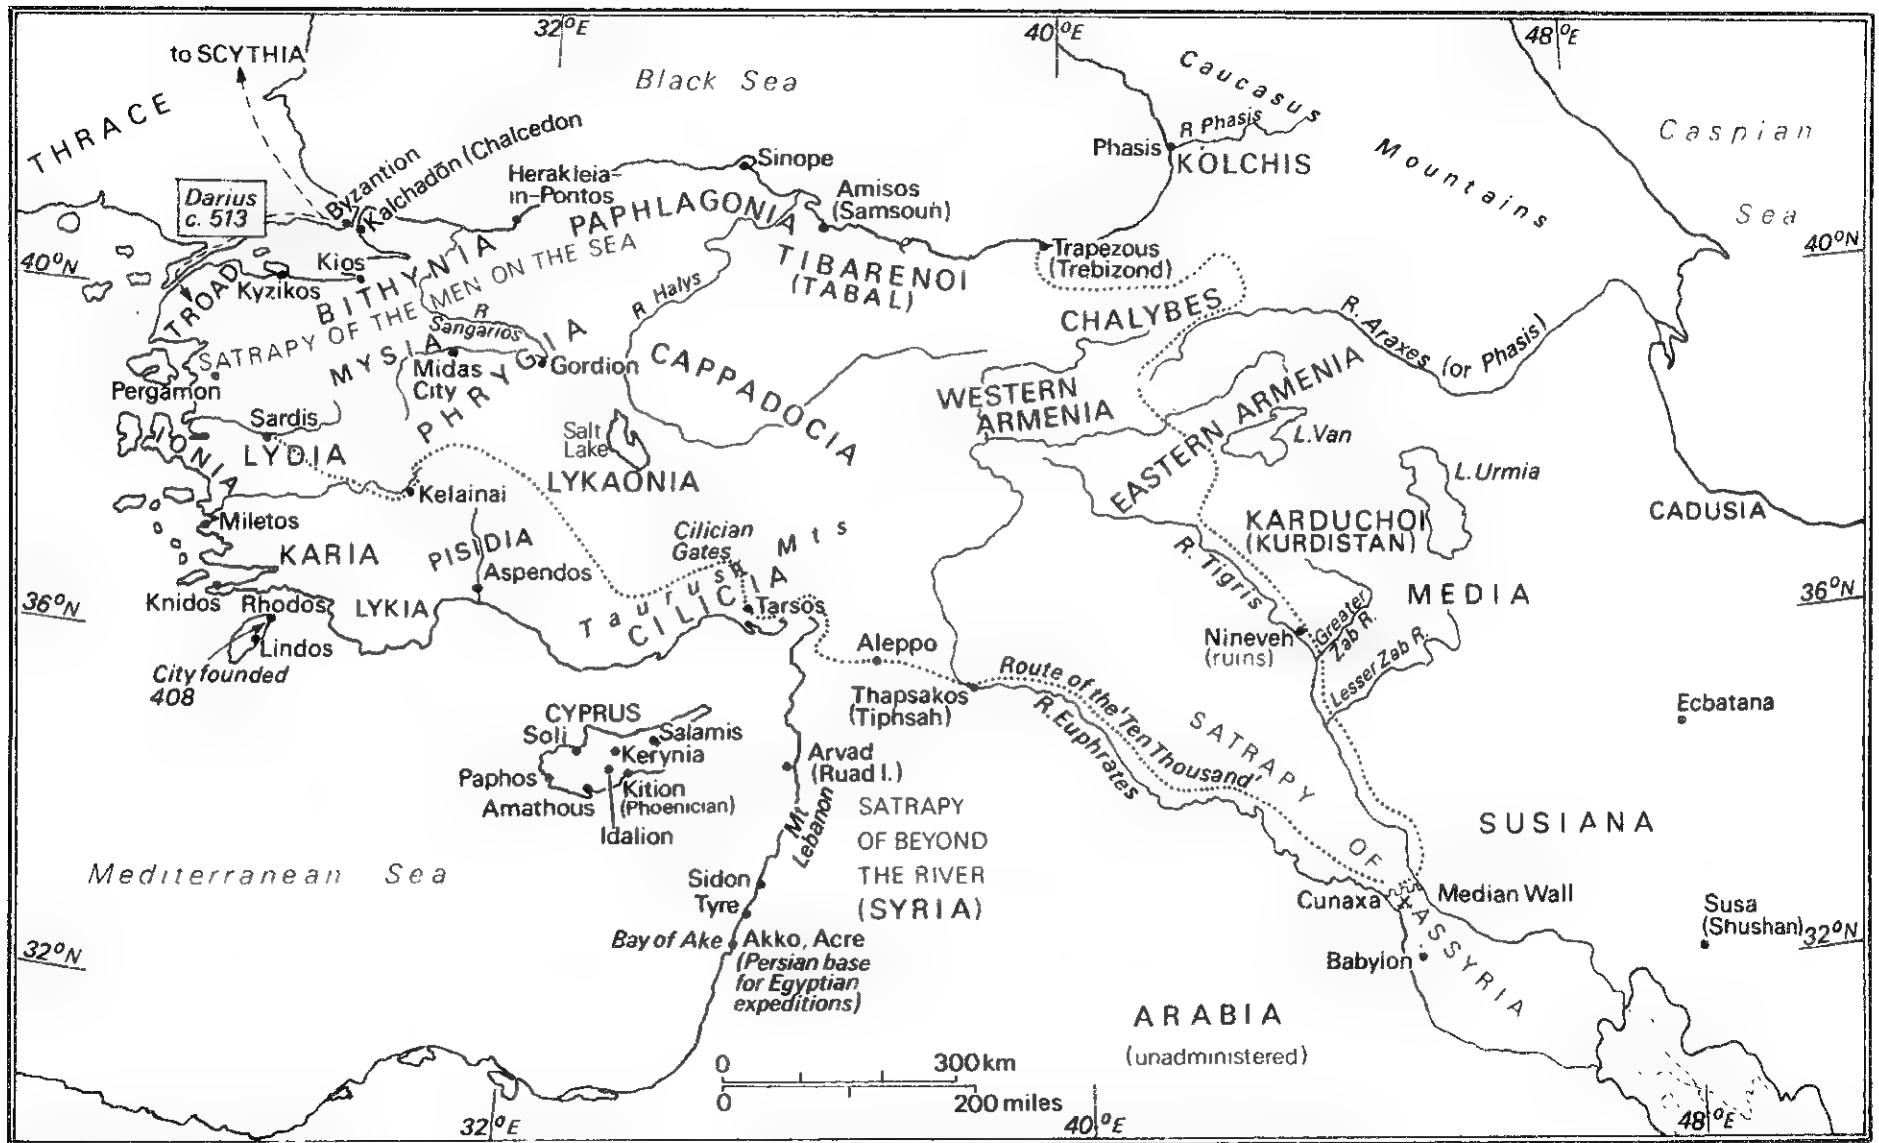 32°E
40°E
48°E
to SCYTHIA
Black Sea
Caucasus
Mountains
Caspian
Sea
THRACE
R Phasis
Phasis
KOLCHIS
Byzantion
Kalchadōn (Chalcedon
Darius
c. 513
Herakleia-
in-Pontos
Sinope
PAPHLAGONIA
Amisos
(Samsoun)
40°N
40°N
Kios
Kyzikos
TROAD
BITHYNIA
SATRAPY OF THE MEN ON THE SEA
MYSIA
R
Sangarios
R Halys
TIBARENOI
(TABAL)
Trapezous
(Trebizond)
CHALYBES
R. Araxes (or Phasis)
Pergamon
Midas
City
PHRYGIA
Gordion
CAPPADOCIA
WESTERN
ARMENIA
EASTERN ARMENIA
Sardis
IONIA
LYDIA
Salt
Lake
L.Van
L.Urmia
Kelainai
LYKAONIA
CADUSIA
Miletos
KARIA
PISIDIA
Cilician
Gates
Taurus Mts
KARDUCHOI
(KURDISTAN)
R. Tigris
Aspendos
CILICIA
Tarsos
MEDIA
36°N
36°N
Knidos
Rhodos
LYKIA
Lindos
City founded
408
Aleppo
Nineveh
(ruins)
Greater
Zab R.
Lesser Zab R.
Thapsakos
(Tiphsah)
Route of the 'Ten Thousand'
R. Euphrates
SATRAPY OF ASSYRIA
Ecbatana
CYPRUS
Soli
Salamis
Kerynia
Paphos
Kition
(Phoenician)
Amathous
Idalion
Arvad
(Ruad I.)
Mt
Lebanon
SATRAPY
OF BEYOND
THE RIVER
(SYRIA)
SUSIANA
Mediterranean Sea
Sidon
Tyre
Cunaxa
Median Wall
Susa
(Shushan)
32°N
32°N
Bay of Ake
Akko, Acre
(Persian base
for Egyptian
expeditions)
Babylon
ARABIA
(unadministered)
0 300km
0 200 miles
32°E
40°E
48°E